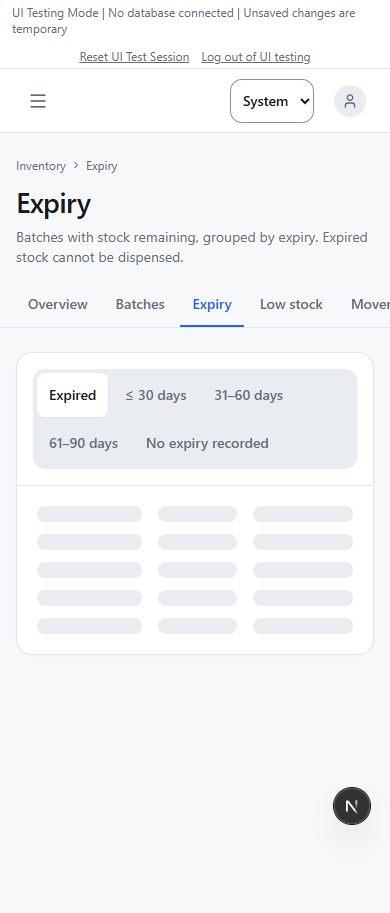 UI Testing Mode | No database connected | Unsaved changes are
temporary
Reset UI Test Session Log out of UI testing
System
Inventory > Expiry
Expiry
Batches with stock remaining, grouped by expiry. Expired
stock cannot be dispensed.
Overview Batches Expiry Low stock Mover
Expired ≤ 30 days 31–60 days
61–90 days No expiry recorded
N